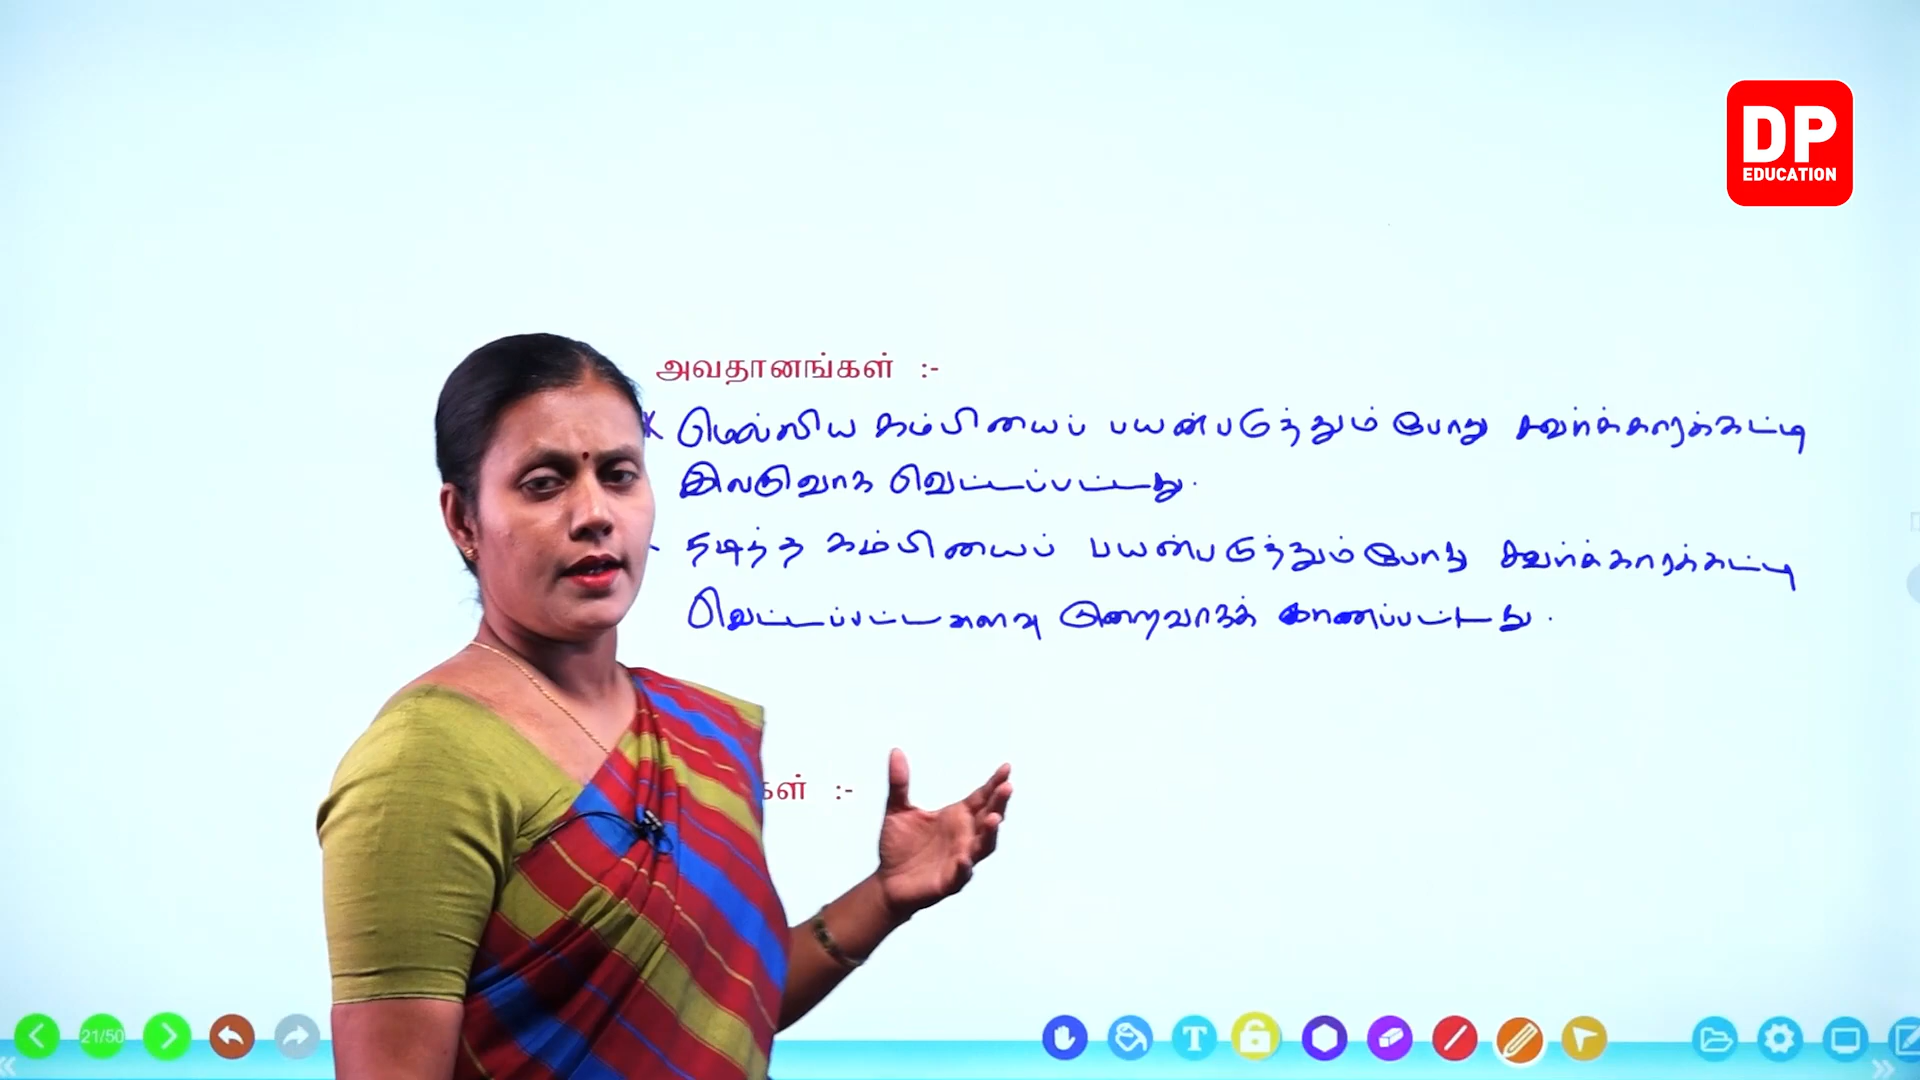 DP
EDUCATION
அவதானங்கள் :-
மெல்லிய கம்பியைப் பயன்படுத்தும் போது சவர்க்காரக்கட்டி
இலகுவாக வெட்டப்பட்டது.
தடித்த கம்பியைப் பயன்படுத்தும் போது சவர்க்காரக்கட்டி
வெட்டப்பட்டஅளவு குறைவாகக் காணப்பட்டது.
கள் :-
21/50
T